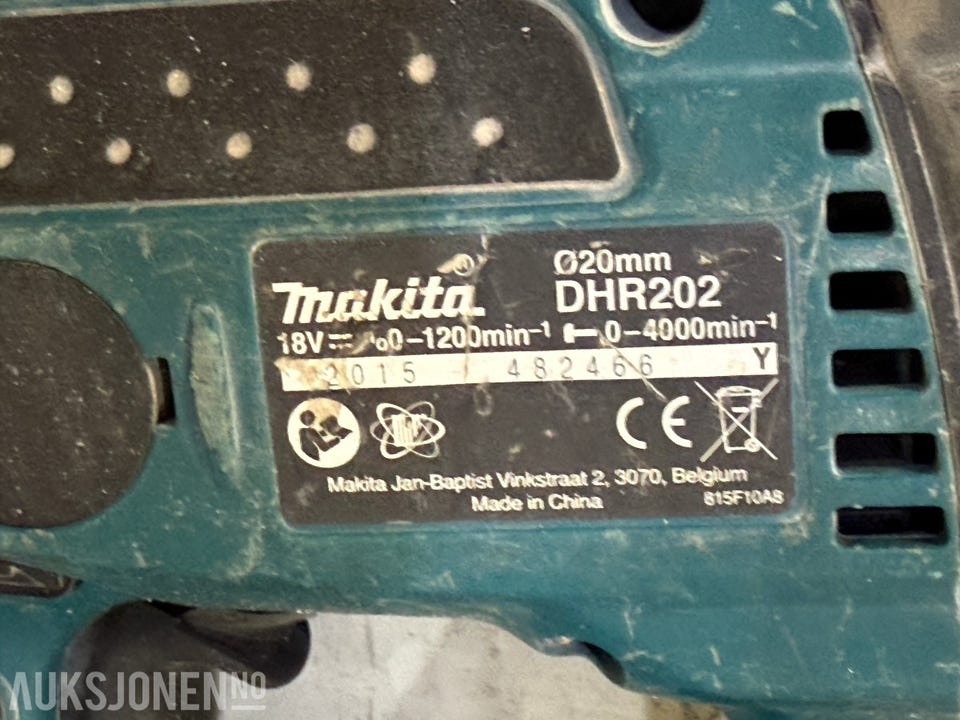 makita
Ø20mm
DHR202
18V ⎓ 0-1200min⁻¹ 0-4000min⁻¹
2015 482466 Y
CE
Makita Jan-Baptist Vinkstraat 2, 3070, Belgium
Made in China
815F10A8
AUKSJONEN NO